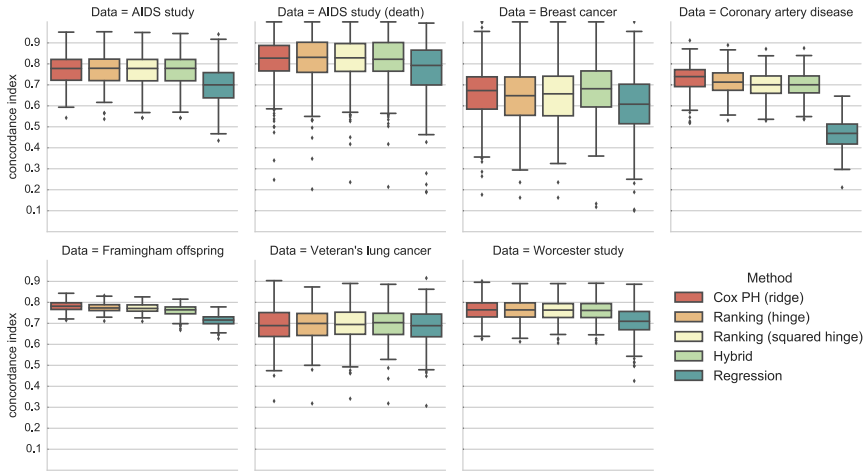 Data = AIDS study
Data = AIDS study (death)
Data = Breast cancer
Data = Coronary artery disease
concordance index
0.9
0.8
0.7
0.6
0.5
0.4
0.3
0.2
0.1
Data = Framingham offspring
Data = Veteran's lung cancer
Data = Worcester study
concordance index
0.9
0.8
0.7
0.6
0.5
0.4
0.3
0.2
0.1
Method
Cox PH (ridge)
Ranking (hinge)
Ranking (squared hinge)
Hybrid
Regression